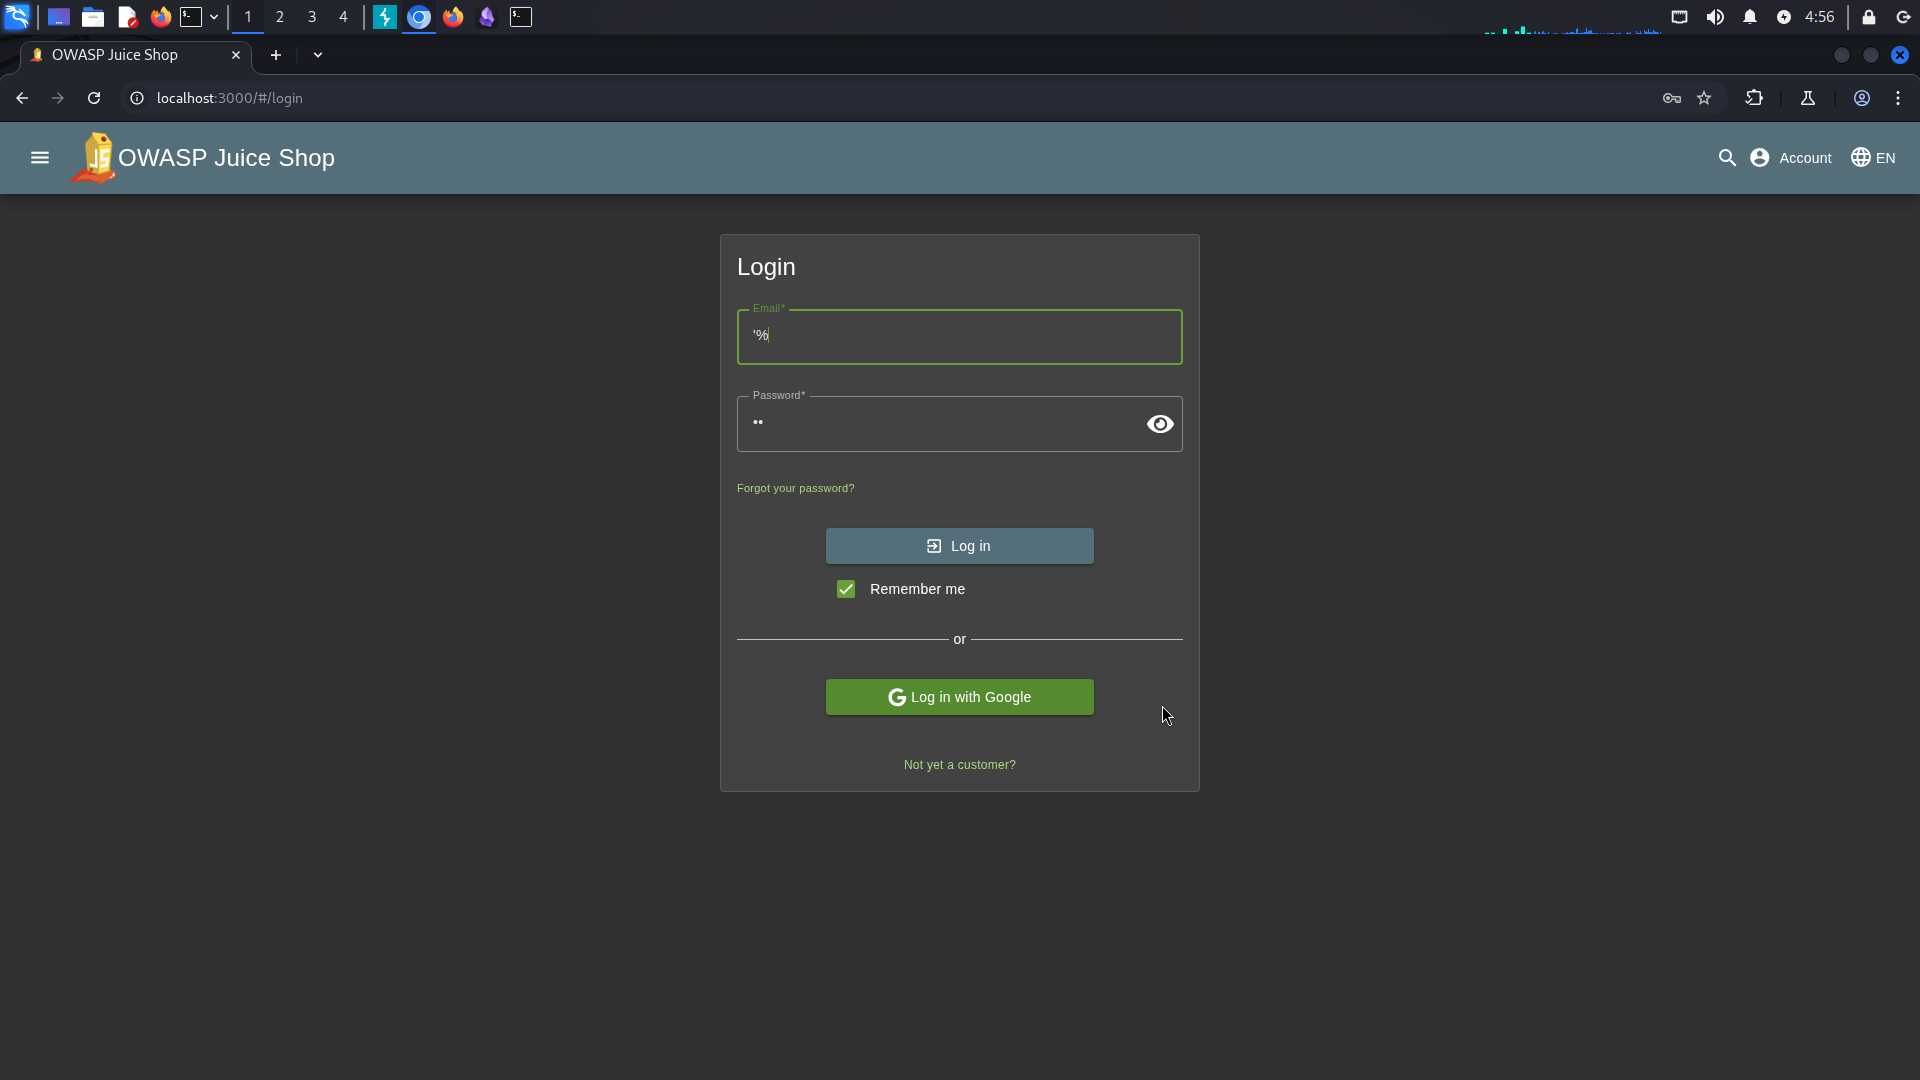 1 2 3 4 4:56
OWASP Juice Shop
localhost:3000/#/login
JS OWASP Juice Shop
Account EN
Login
Email*
'%
Password*
••
Forgot your password?
Log in
Remember me
or
G Log in with Google
Not yet a customer?